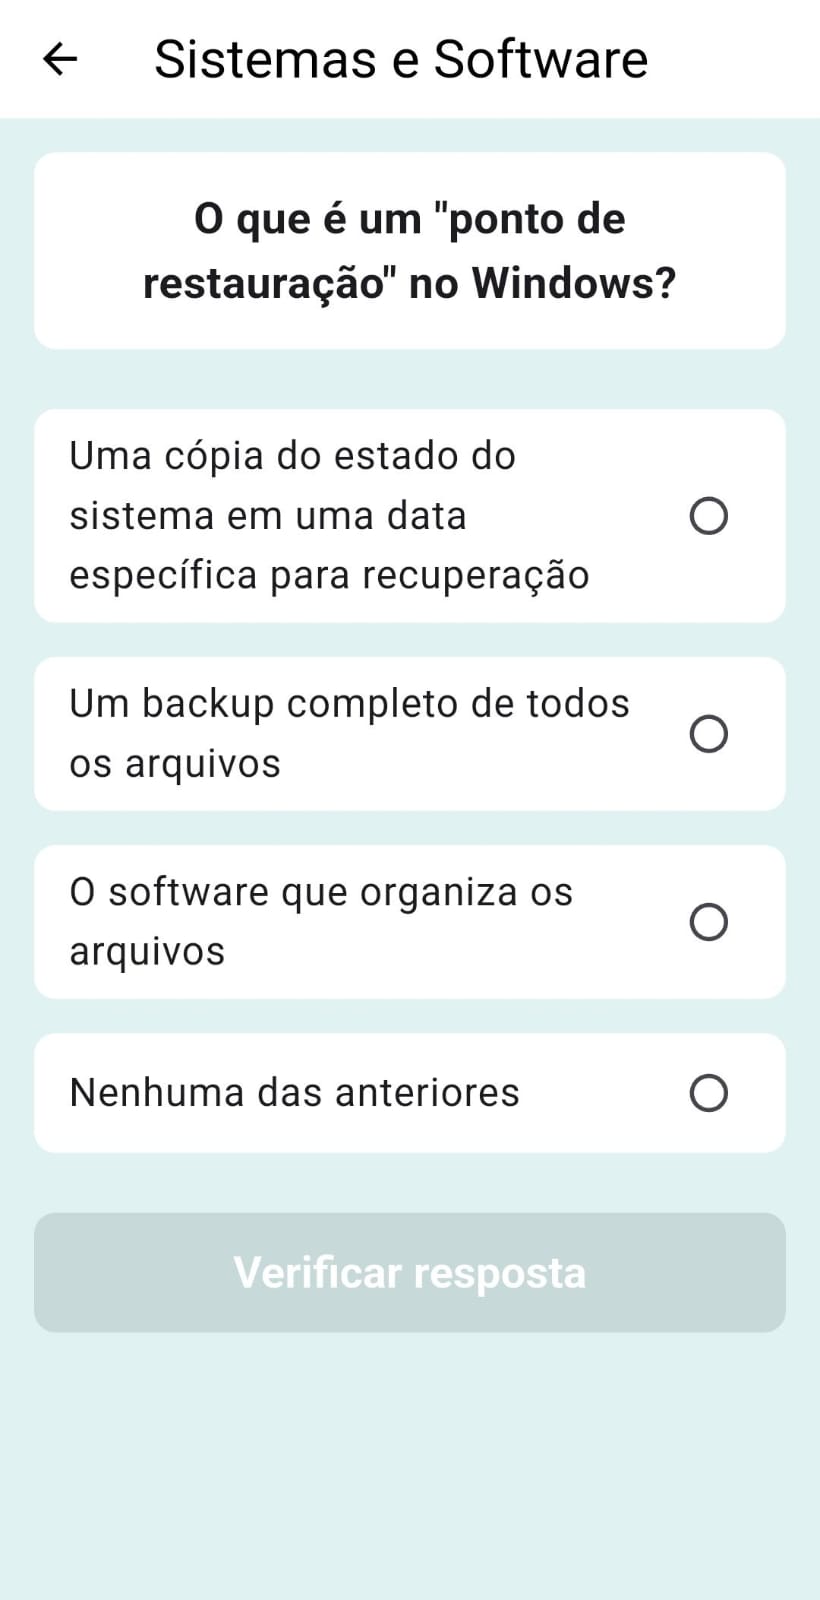 Sistemas e Software
O que é um "ponto de
restauração" no Windows?
Uma cópia do estado do
sistema em uma data
específica para recuperação
Um backup completo de todos
os arquivos
O software que organiza os
arquivos
Nenhuma das anteriores
Verificar resposta